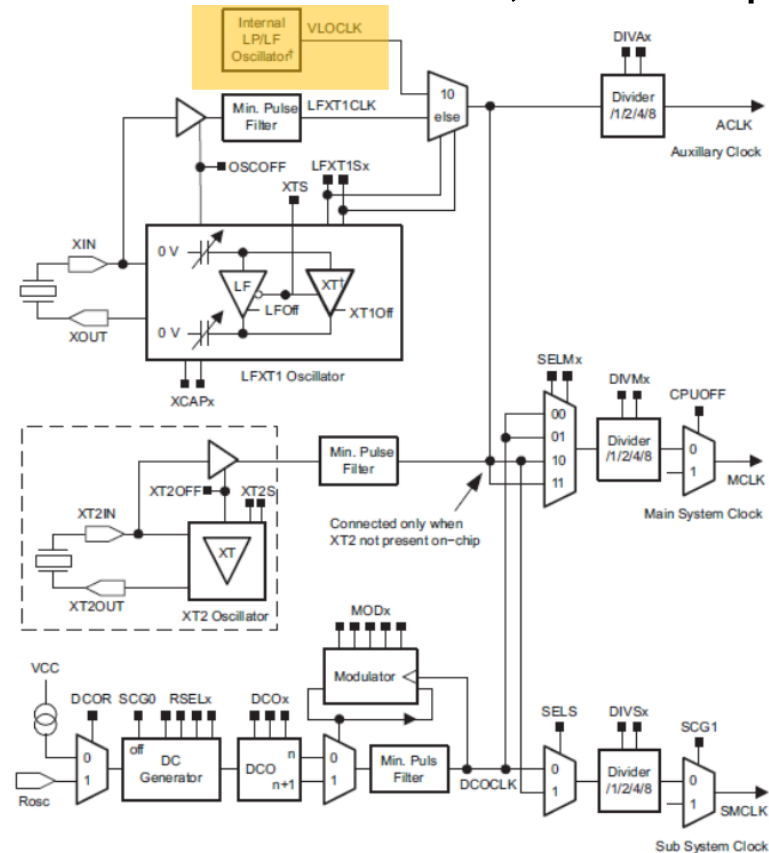 Internal
LP/LF
Oscillator†
VLOCLK
DIVAx
10
else
Divider
/1/2/4/8
ACLK
Auxillary Clock
Min. Pulse
Filter
LFXT1CLK
OSCOFF
LFXT1Sx
XTS
XIN
0 V
LF
XT†
LFOff
XT1Off
0 V
XOUT
LFXT1 Oscillator
XCAPx
SELMx
DIVMx
CPUOFF
00
01
10
11
Divider
/1/2/4/8
0
1
MCLK
Main System Clock
Min. Pulse
Filter
XT2OFF
XT2S
XT2IN
XT
XT2OUT
XT2 Oscillator
Connected only when
XT2 not present on−chip
MODx
Modulator
VCC
DCOR
SCG0
RSELx
DCOx
0
1
off
DC
Generator
DCO
n
n+1
0
1
Min. Puls
Filter
DCOCLK
Rosc
SELS
DIVSx
SCG1
0
1
Divider
/1/2/4/8
0
1
SMCLK
Sub System Clock